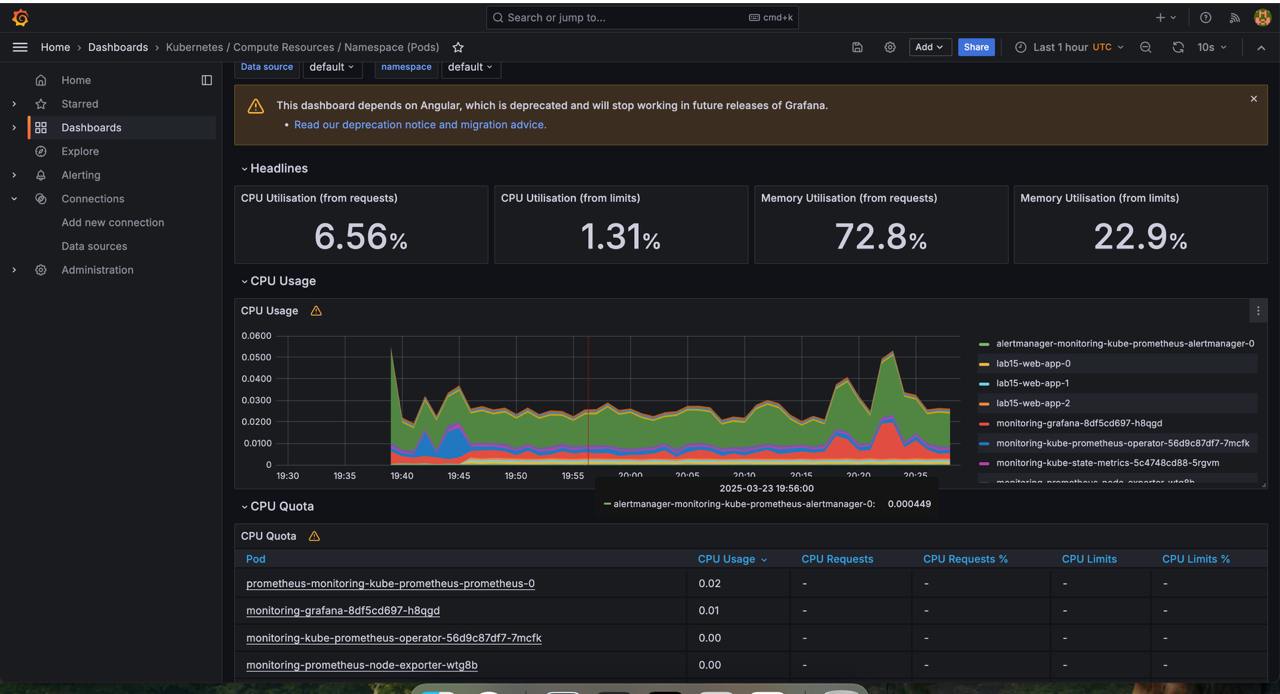 Search or jump to... cmd+k
Home › Dashboards › Kubernetes / Compute Resources / Namespace (Pods) Add Share Last 1 hour UTC 10s
Data source default namespace default
Home
Starred
Dashboards
Explore
Alerting
Connections
Add new connection
Data sources
Administration
This dashboard depends on Angular, which is deprecated and will stop working in future releases of Grafana.
• Read our deprecation notice and migration advice.
Headlines
CPU Utilisation (from requests) CPU Utilisation (from limits) Memory Utilisation (from requests) Memory Utilisation (from limits)
6.56% 1.31% 72.8% 22.9%
CPU Usage
CPU Usage
0.0600
0.0500
0.0400
0.0300
0.0200
0.0100
0
19:30 19:35 19:40 19:45 19:50 19:55 20:00 20:05 20:10 20:15 20:20 20:25
alertmanager-monitoring-kube-prometheus-alertmanager-0
lab15-web-app-0
lab15-web-app-1
lab15-web-app-2
monitoring-grafana-8df5cd697-h8qgd
monitoring-kube-prometheus-operator-56d9c87df7-7mcfk
monitoring-kube-state-metrics-5c4748cd88-5rgvm
monitoring-prometheus-node-exporter-wtg8b
2025-03-23 19:56:00
alertmanager-monitoring-kube-prometheus-alertmanager-0: 0.000449
CPU Quota
CPU Quota
Pod CPU Usage CPU Requests CPU Requests % CPU Limits CPU Limits %
prometheus-monitoring-kube-prometheus-prometheus-0 0.02 - - - -
monitoring-grafana-8df5cd697-h8qgd 0.01 - - - -
monitoring-kube-prometheus-operator-56d9c87df7-7mcfk 0.00 - - - -
monitoring-prometheus-node-exporter-wtg8b 0.00 - - - -